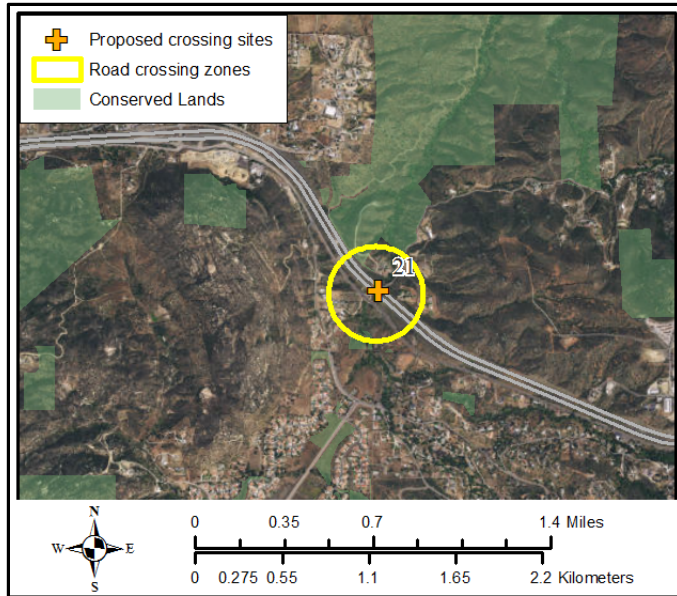 Proposed crossing sites
Road crossing zones
Conserved Lands
21
N
W E
S
0 0.35 0.7 1.4 Miles
0 0.275 0.55 1.1 1.65 2.2 Kilometers